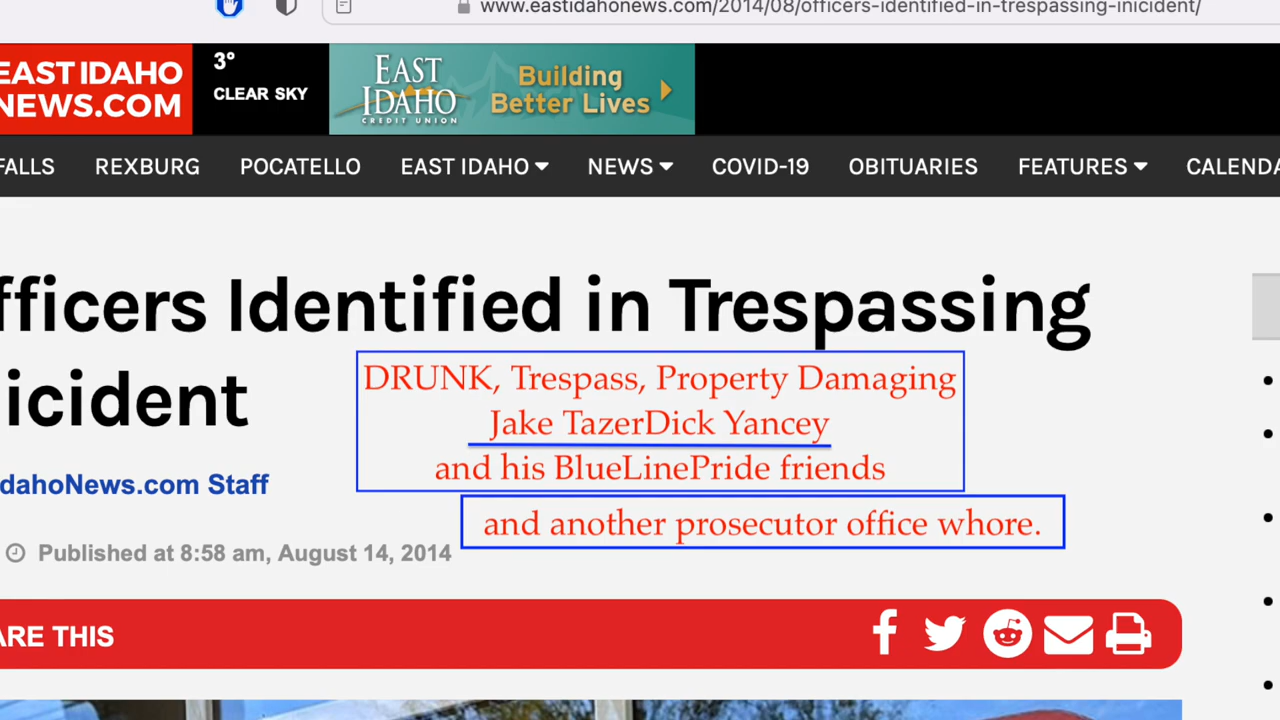 www.eastidahonews.com/2014/08/officers-identified-in-trespassing-inicident/
EAST IDAHO
NEWS.COM
3°
CLEAR SKY
EAST
IDAHO
CREDIT UNION
Building
Better Lives
FALLS REXBURG POCATELLO EAST IDAHO NEWS COVID-19 OBITUARIES FEATURES CALENDA
fficers Identified in Trespassing
icident
DRUNK, Trespass, Property Damaging
Jake TazerDick Yancey
and his BlueLinePride friends
dahoNews.com Staff
and another prosecutor office whore.
Published at 8:58 am, August 14, 2014
ARE THIS